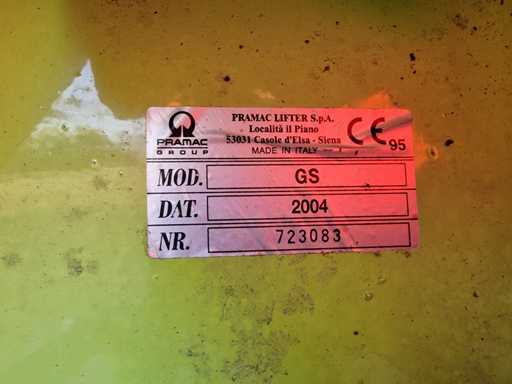 PRAMAC
GROUP
PRAMAC LIFTER S.p.A.
Località il Piano
53031 Casole d'Elsa - Siena
MADE IN ITALY
CE 95
MOD. GS
DAT. 2004
NR. 723083